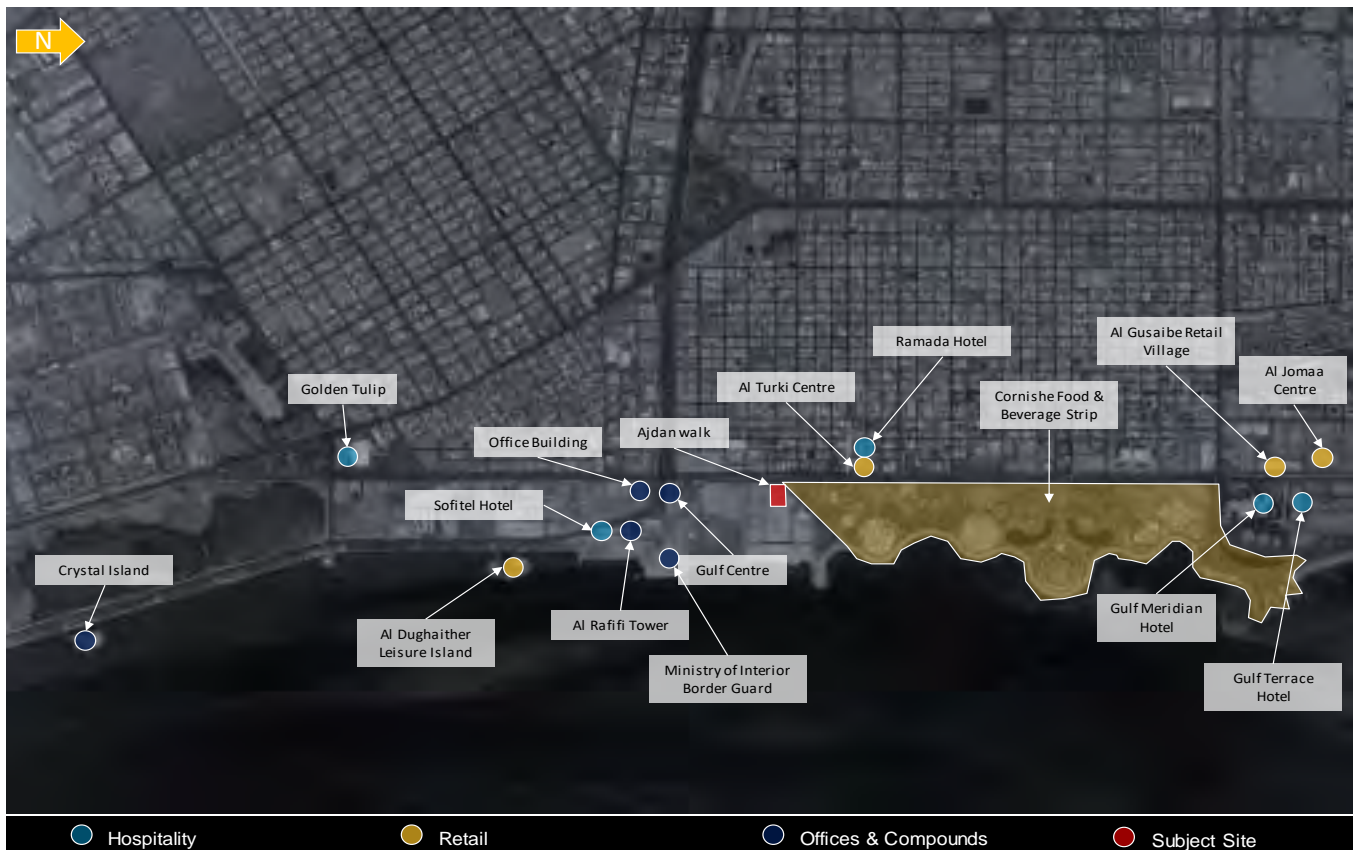 N
Ramada Hotel
Al Gusaibe Retail
Village
Al Jomaa
Centre
Golden Tulip
Al Turki Centre
Cornishe Food &
Beverage Strip
Office Building
Ajdan walk
Sofitel Hotel
Crystal Island
Gulf Centre
Al Dughaither
Leisure Island
Al Rafifi Tower
Gulf Meridian
Hotel
Ministry of Interior
Border Guard
Gulf Terrace
Hotel
Hospitality
Retail
Offices & Compounds
Subject Site